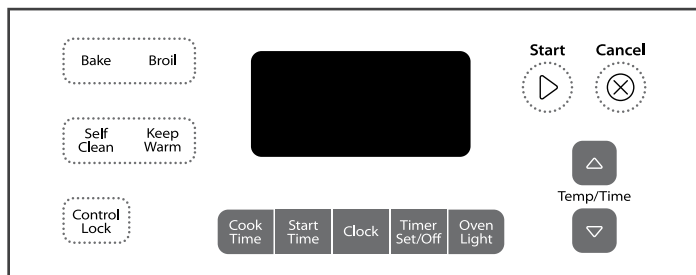 Bake Broil
Start Cancel
Self Clean
Keep Warm
Temp/Time
Control Lock
Cook Time
Start Time
Clock
Timer Set/Off
Oven Light